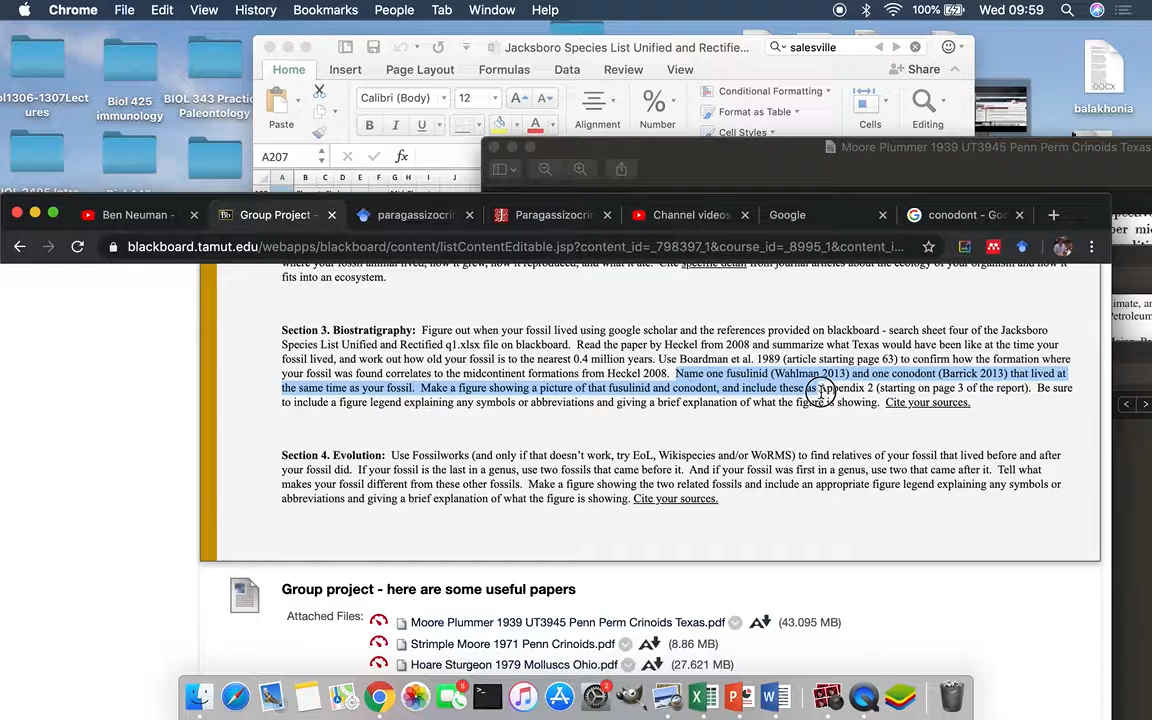 Chrome File Edit View History Bookmarks People Tab Window Help 100% Wed 09:59
Jacksboro Species List Unified and Rectifie... salesville
Home Insert Page Layout Formulas Data Review View Share
Calibri (Body) 12 A A Conditional Formatting
Format as Table
Cell Styles
Paste B I U A Alignment Number Cells Editing
A207 fx
A B C D E F G H I J
Moore Plummer 1939 UT3945 Penn Perm Crinoids Texas
Biol 425 immunology
BIOL 343 Practi Paleontology
DOCX
balakhonia
Ben Neuman - Group Project - paragassizocrin Paragassizocrin Channel videos Google conodont - Goo
blackboard.tamut.edu/webapps/blackboard/content/listContentEditable.jsp?content_id=_798397_1&course_id=_8995_1&content_i...
where your fossil animal lived, how it grew, how it reproduced, and what it ate. Cite specific detail from journal articles about the ecology of your organism and how it
fits into an ecosystem.
Section 3. Biostratigraphy: Figure out when your fossil lived using google scholar and the references provided on blackboard - search sheet four of the Jacksboro
Species List Unified and Rectified q1.xlsx file on blackboard. Read the paper by Heckel from 2008 and summarize what Texas would have been like at the time your
fossil lived, and work out how old your fossil is to the nearest 0.4 million years. Use Boardman et al. 1989 (article starting page 63) to confirm how the formation where
your fossil was found correlates to the midcontinent formations from Heckel 2008. Name one fusulinid (Wahlman 2013) and one conodont (Barrick 2013) that lived at
the same time as your fossil. Make a figure showing a picture of that fusulinid and conodont, and include these as Appendix 2 (starting on page 3 of the report). Be sure
to include a figure legend explaining any symbols or abbreviations and giving a brief explanation of what the figure is showing. Cite your sources.
Section 4. Evolution: Use Fossilworks (and only if that doesn't work, try EoL, Wikispecies and/or WoRMS) to find relatives of your fossil that lived before and after
your fossil did. If your fossil is the last in a genus, use two fossils that came before it. And if your fossil was first in a genus, use two that came after it. Tell what
makes your fossil different from these other fossils. Make a figure showing the two related fossils and include an appropriate figure legend explaining any symbols or
abbreviations and giving a brief explanation of what the figure is showing. Cite your sources.
Group project - here are some useful papers
Attached Files: Moore Plummer 1939 UT3945 Penn Perm Crinoids Texas.pdf (43.095 MB)
Strimple Moore 1971 Penn Crinoids.pdf (8.86 MB)
Hoare Sturgeon 1979 Molluscs Ohio.pdf (27.621 MB)